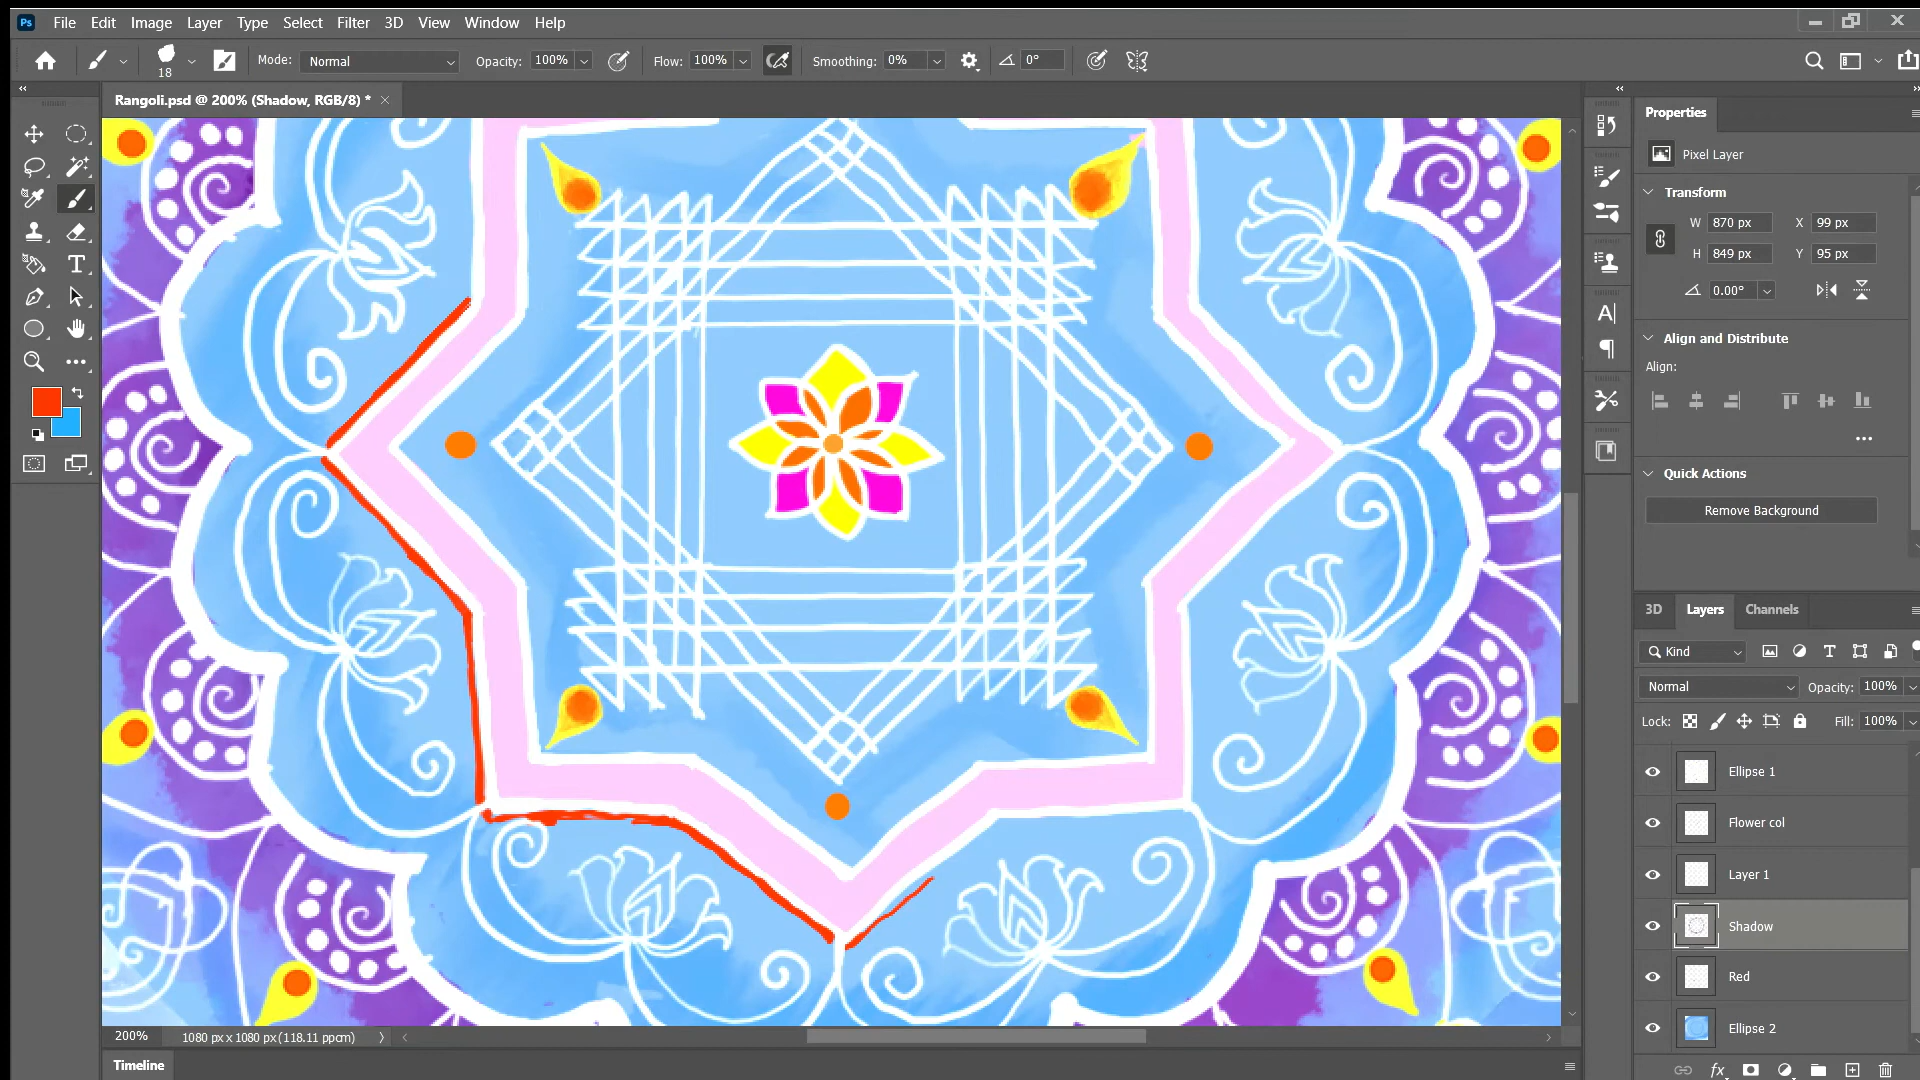 Ps File Edit Image Layer Type Select Filter 3D View Window Help
18 Mode: Normal Opacity: 100% Flow: 100% Smoothing: 0% 0°
Rangoli.psd @ 200% (Shadow, RGB/8) *
Properties
Pixel Layer
Transform
W 870 px X 99 px
H 849 px Y 95 px
0.00°
Align and Distribute
Align:
Quick Actions
Remove Background
3D Layers Channels
Kind
Normal Opacity: 100%
Lock: Fill: 100%
Ellipse 1
Flower col
Layer 1
Shadow
Red
Ellipse 2
fx
200% 1080 px x 1080 px (118.11 ppcm)
Timeline